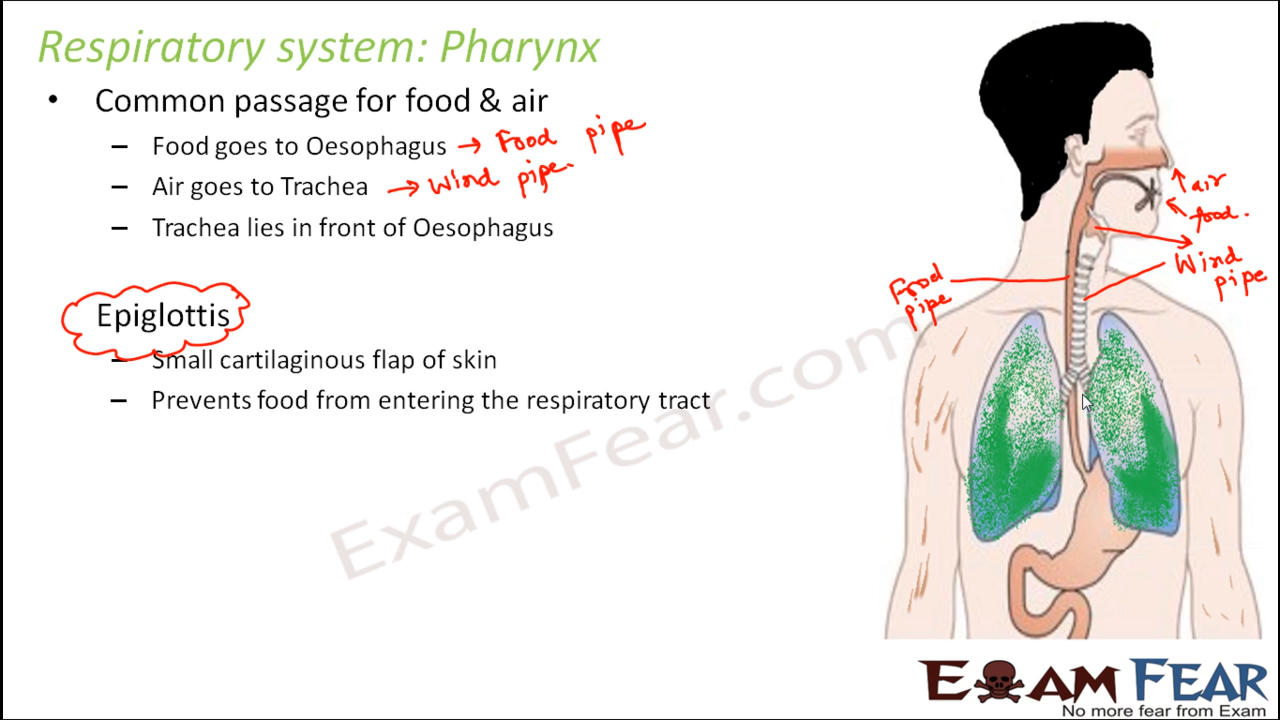 Respiratory system: Pharynx
• Common passage for food & air
– Food goes to Oesophagus → Food pipe
– Air goes to Trachea → Wind pipe.
– Trachea lies in front of Oesophagus
Epiglottis
– Small cartilaginous flap of skin
– Prevents food from entering the respiratory tract
air
food.
Wind
pipe
Food
pipe
ExamFear.com
EXAM FEAR
No more fear from Exam